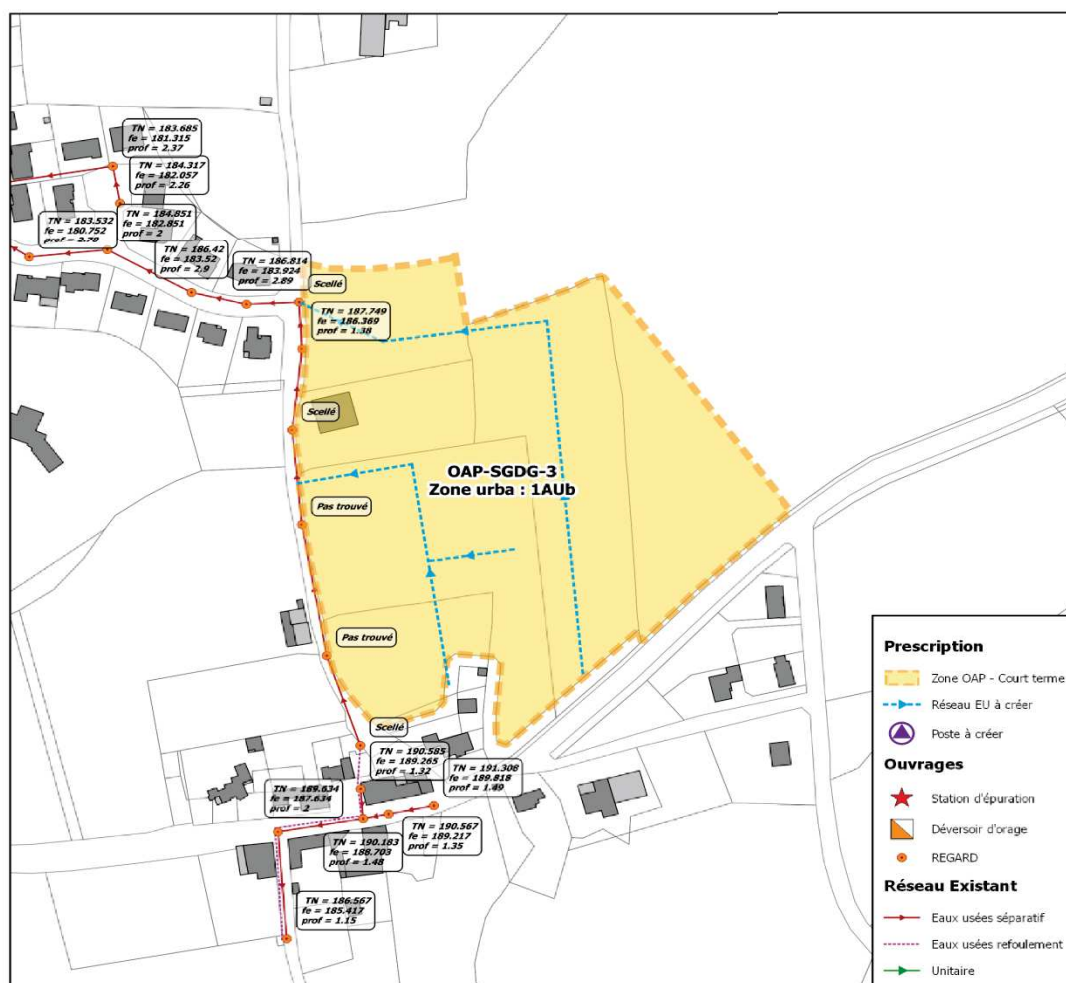 TN = 183.685
fe = 181.315
prof = 2.37
TN = 184.317
fe = 182.057
prof = 2.26
TN = 183.532
fe = 180.752
prof = 2.78
TN = 184.851
fe = 182.851
prof = 2
TN = 186.42
fe = 183.52
prof = 2.9
TN = 186.814
fe = 183.924
prof = 2.89
Scellé
TN = 187.749
fe = 186.369
prof = 1.38
Scellé
OAP-SGDG-3
Zone urba : 1AUb
Pas trouvé
Pas trouvé
Scellé
TN = 190.585
fe = 189.265
prof = 1.32
TN = 191.308
fe = 189.818
prof = 1.49
TN = 189.634
fe = 187.634
prof = 2
TN = 190.567
fe = 189.217
prof = 1.35
TN = 190.183
fe = 188.703
prof = 1.48
TN = 186.567
fe = 185.417
prof = 1.15
Prescription
Zone OAP - Court terme
Réseau EU à créer
Poste à créer
Ouvrages
Station d'épuration
Déversoir d'orage
REGARD
Réseau Existant
Eaux usées séparatif
Eaux usées refoulement
Unitaire